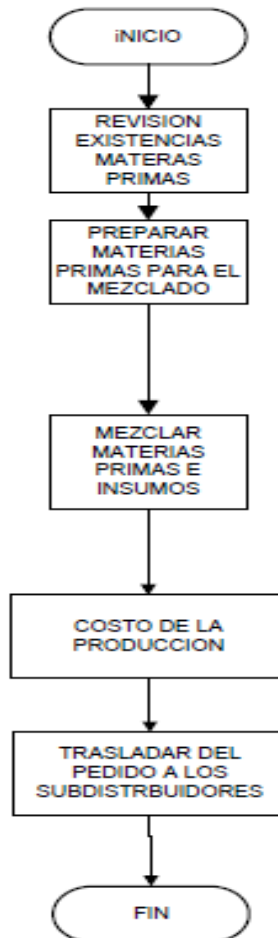 iNICIO
REVISION
EXISTENCIAS
MATERAS
PRIMAS
PREPARAR
MATERIAS
PRIMAS PARA EL
MEZCLADO
MEZCLAR
MATERIAS
PRIMAS E
INSUMOS
COSTO DE LA
PRODUCCION
TRASLADAR DEL
PEDIDO A LOS
SUBDISTRBUIDORES
FIN